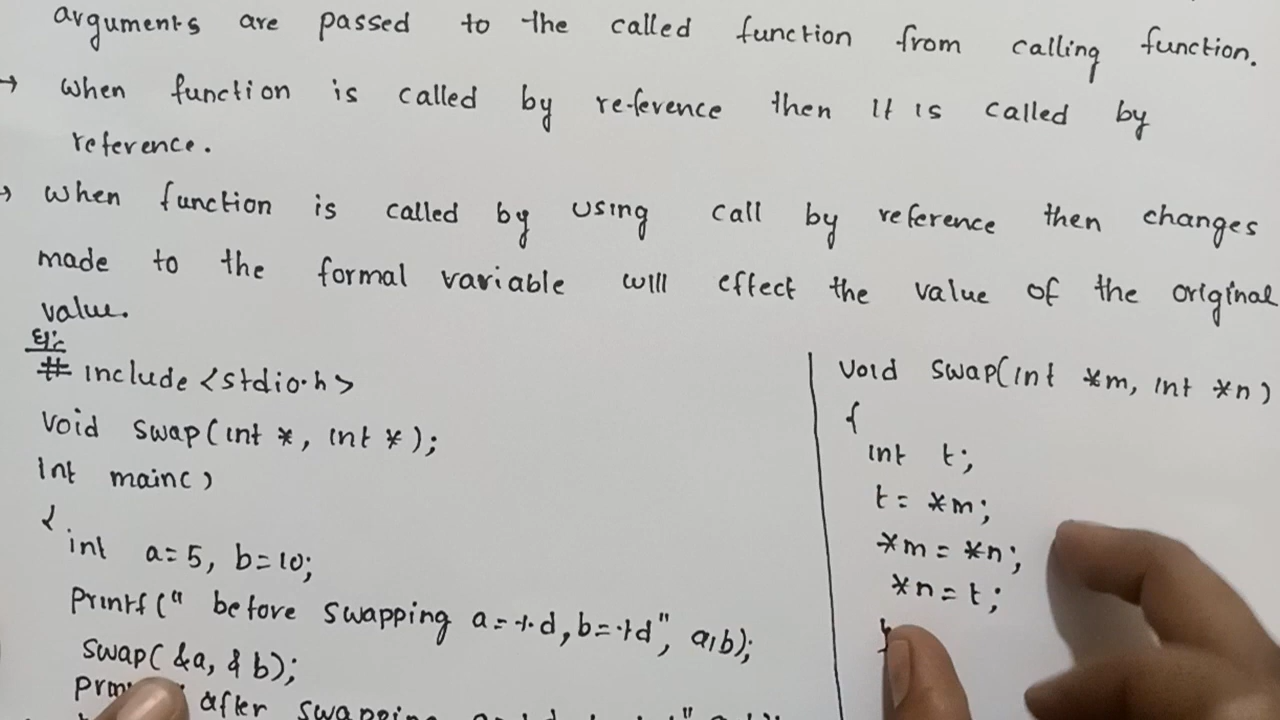 arguments are passed to the called function from calling function.
→ when function is called by reference then it is called by
reference.
→ when function is called by using call by reference then changes
made to the formal variable will effect the value of the original
value.
Ex:
# include <stdio.h>
void swap(int *, int *);
int main()
{
int a=5, b=10;
printf(" before swapping a=%d, b=%d", a,b);
swap( &a, &b);
after swapping
void swap(int *m, int *n)
{
int t;
t= *m;
*m = *n;
*n = t;
}